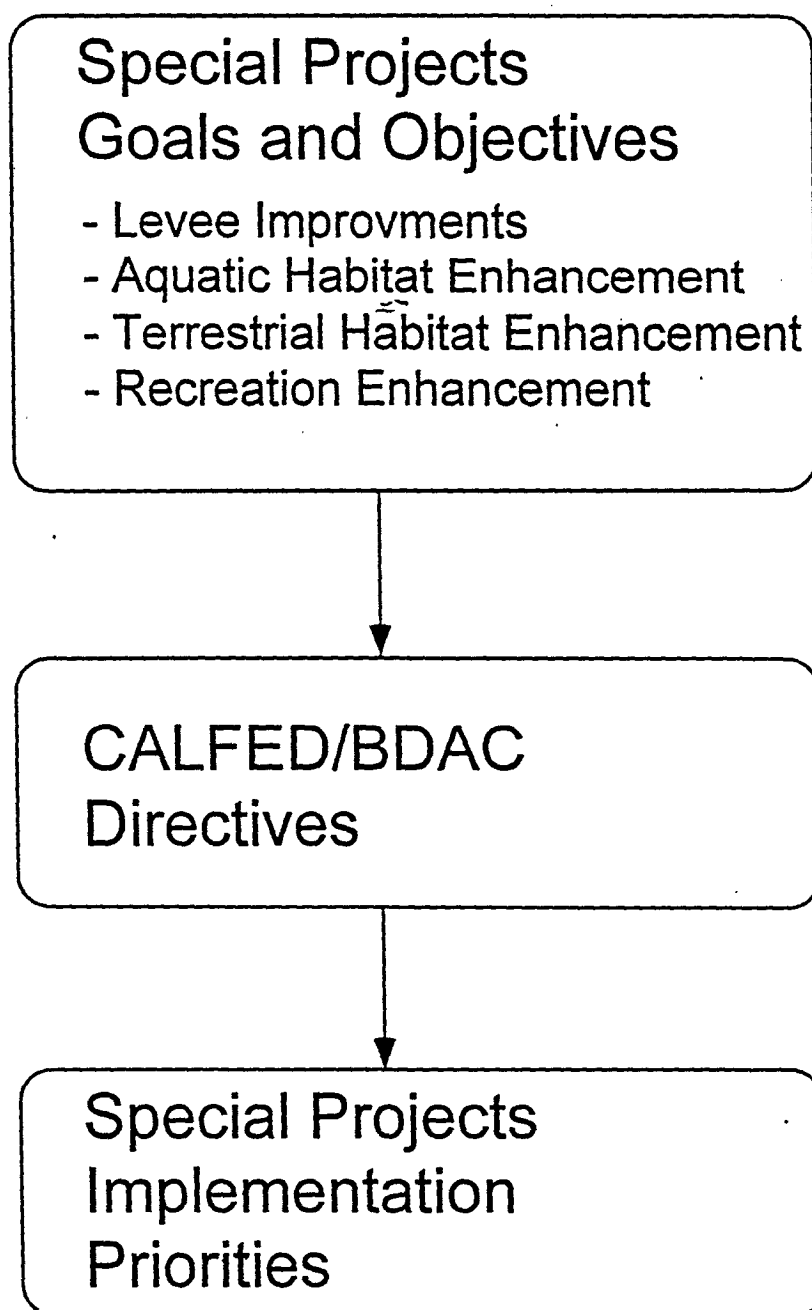 Special Projects
Goals and Objectives
- Levee Improvments
- Aquatic Habitat Enhancement
- Terrestrial Habitat Enhancement
- Recreation Enhancement
CALFED/BDAC
Directives
Special Projects
Implementation
Priorities